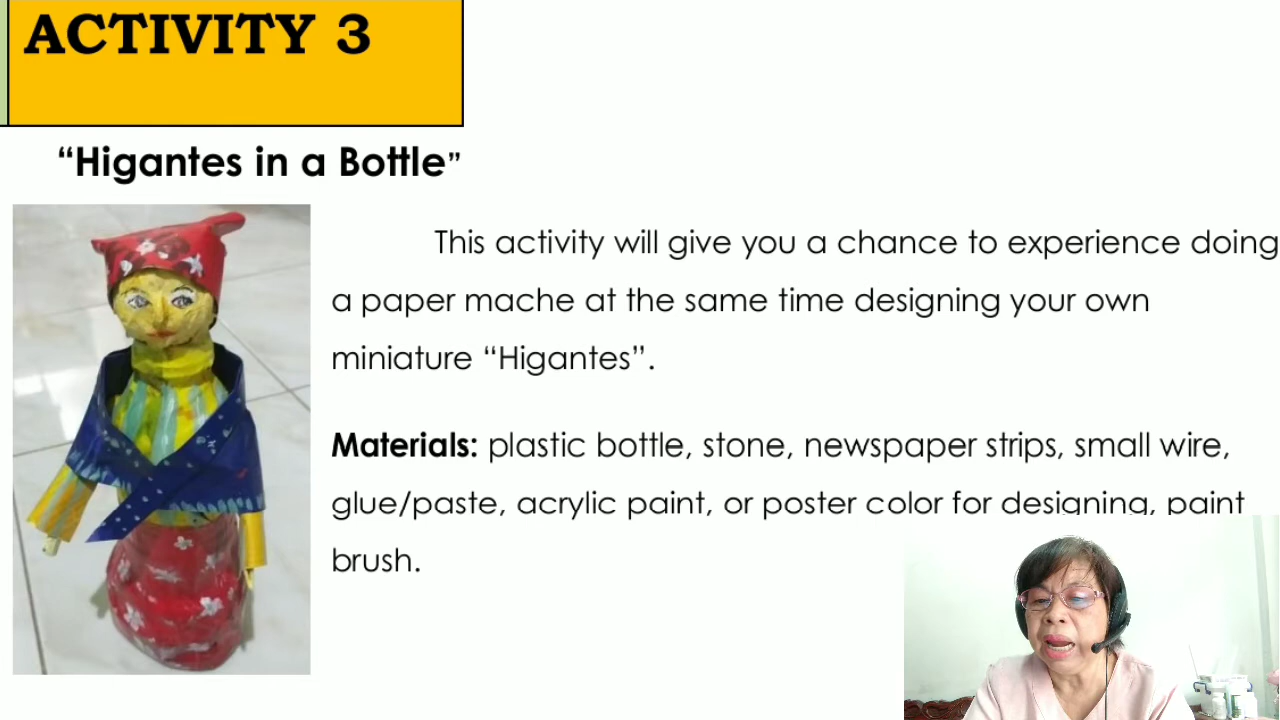 ACTIVITY 3
“Higantes in a Bottle”
This activity will give you a chance to experience doing
a paper mache at the same time designing your own
miniature “Higantes”.
Materials: plastic bottle, stone, newspaper strips, small wire,
glue/paste, acrylic paint, or poster color for designing, paint
brush.